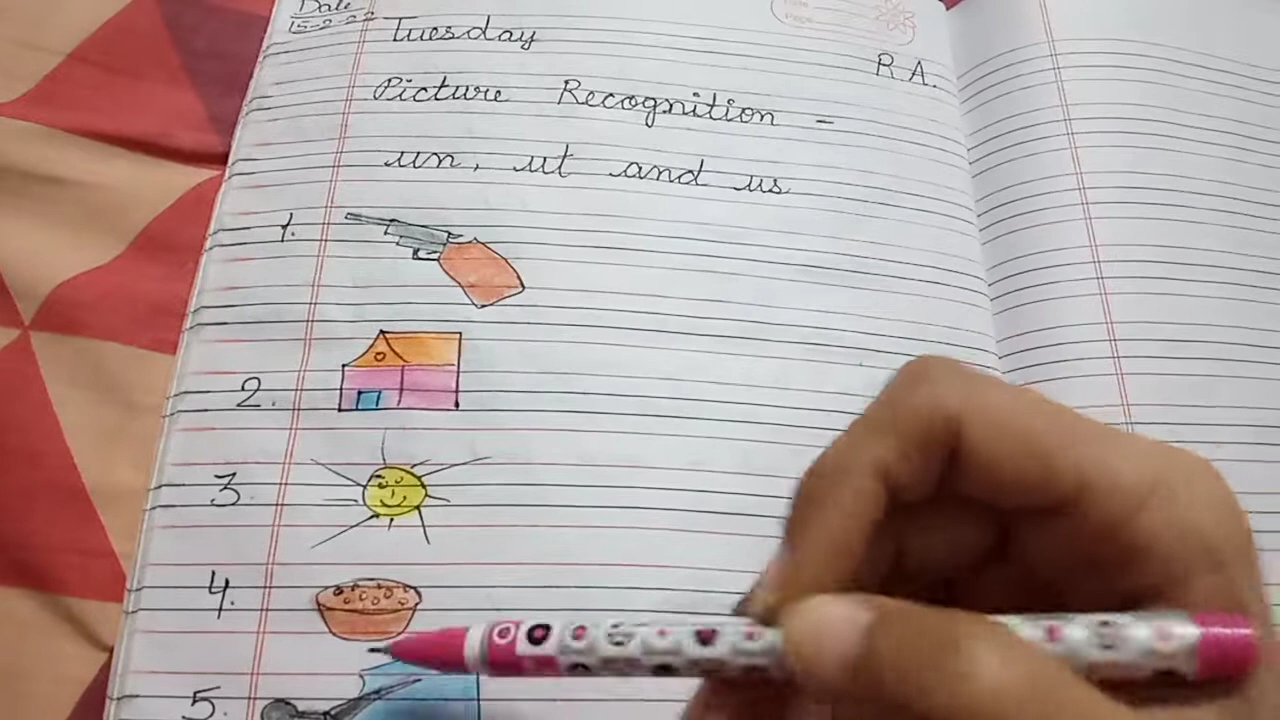 Date
15-2-22
Tuesday
R.A.
Picture Recognition -
un, ut and us
1.
2.
3.
4.
5.